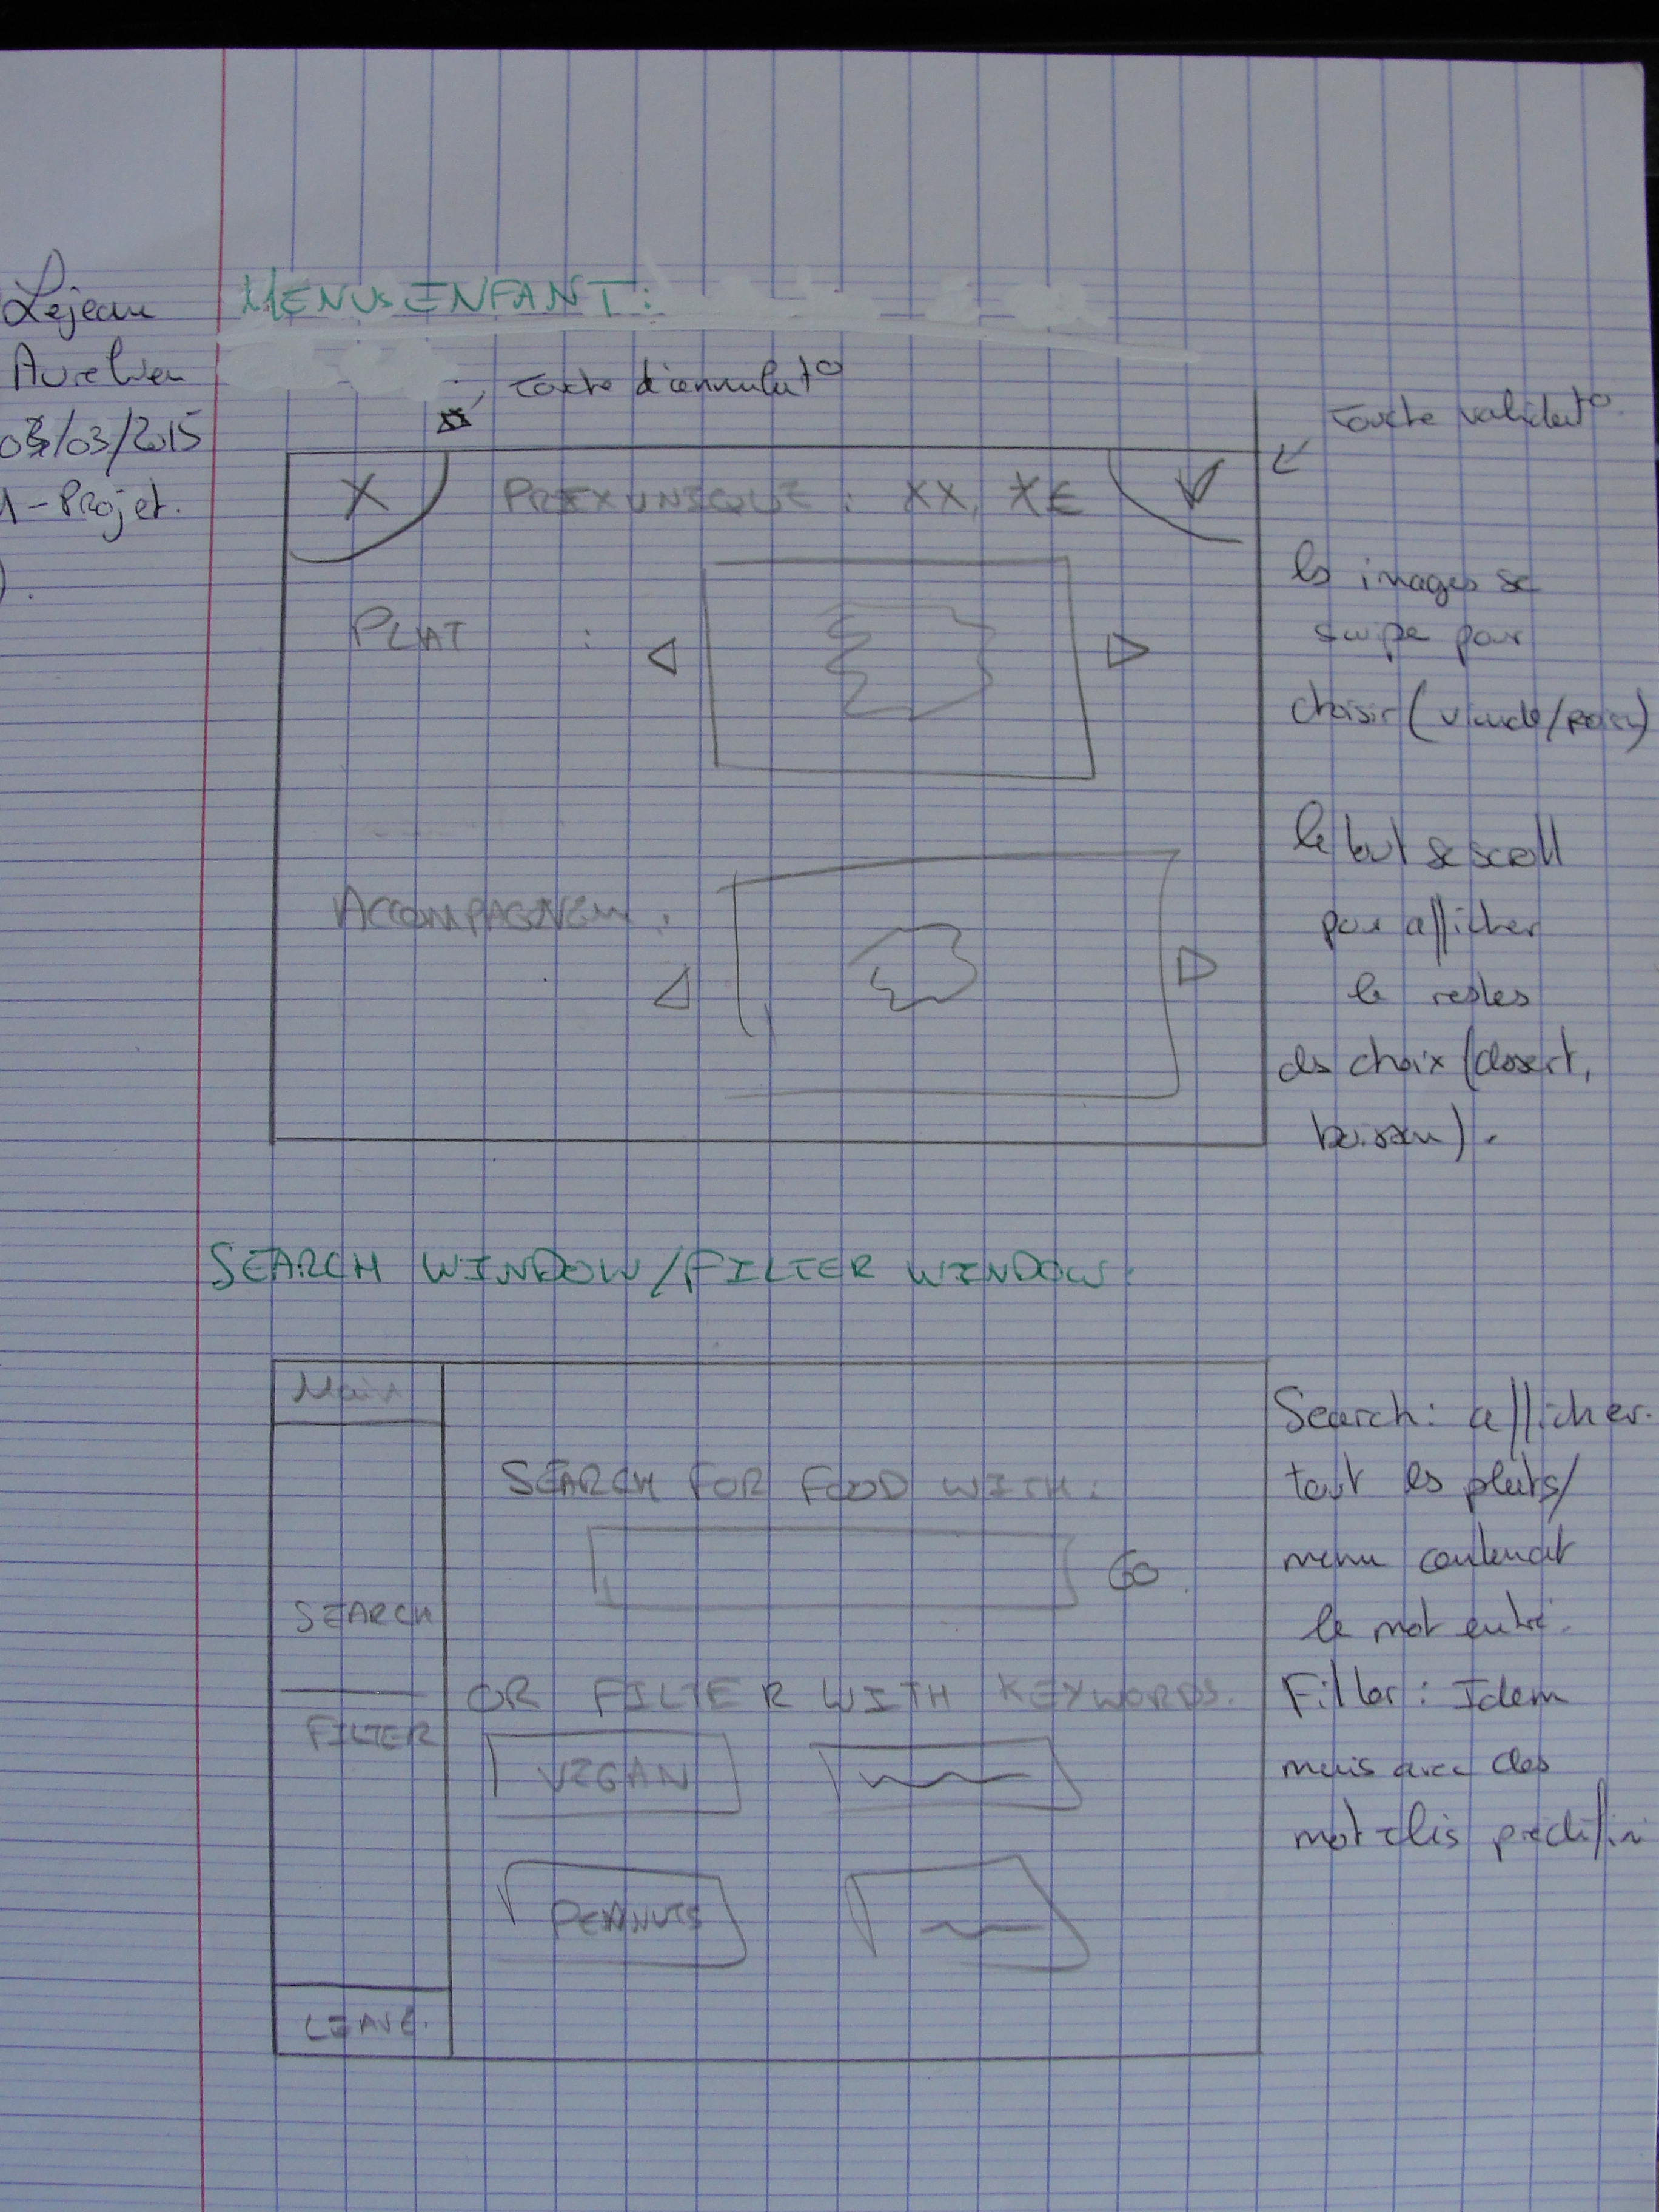 Lejeau
Aurelien
03/03/2015
1-Projet.
).
MENUS ENFANT:
Touche d'annulat°
Touche validat°
X
PRIX UNIQUE : XX, X€
V
PLAT :
les images se
swipe pour
choisir (viande/poiss)
ACCOMPAGNEM :
le tout se scroll
pour afficher
le restes
des choix (dessert,
boisson).
SEARCH WINDOW/FILTER WINDOW:
Main
SEARCH
FILTER
LEAVE.
SEARCH FOR FOOD WITH:
GO
OR FILTER WITH KEYWORDS.
VEGAN
PEANUTS
Search: afficher
tout les plats/
menu contenant
le mot entré.
Filter: Idem
mais avec des
mot clés prédéfini